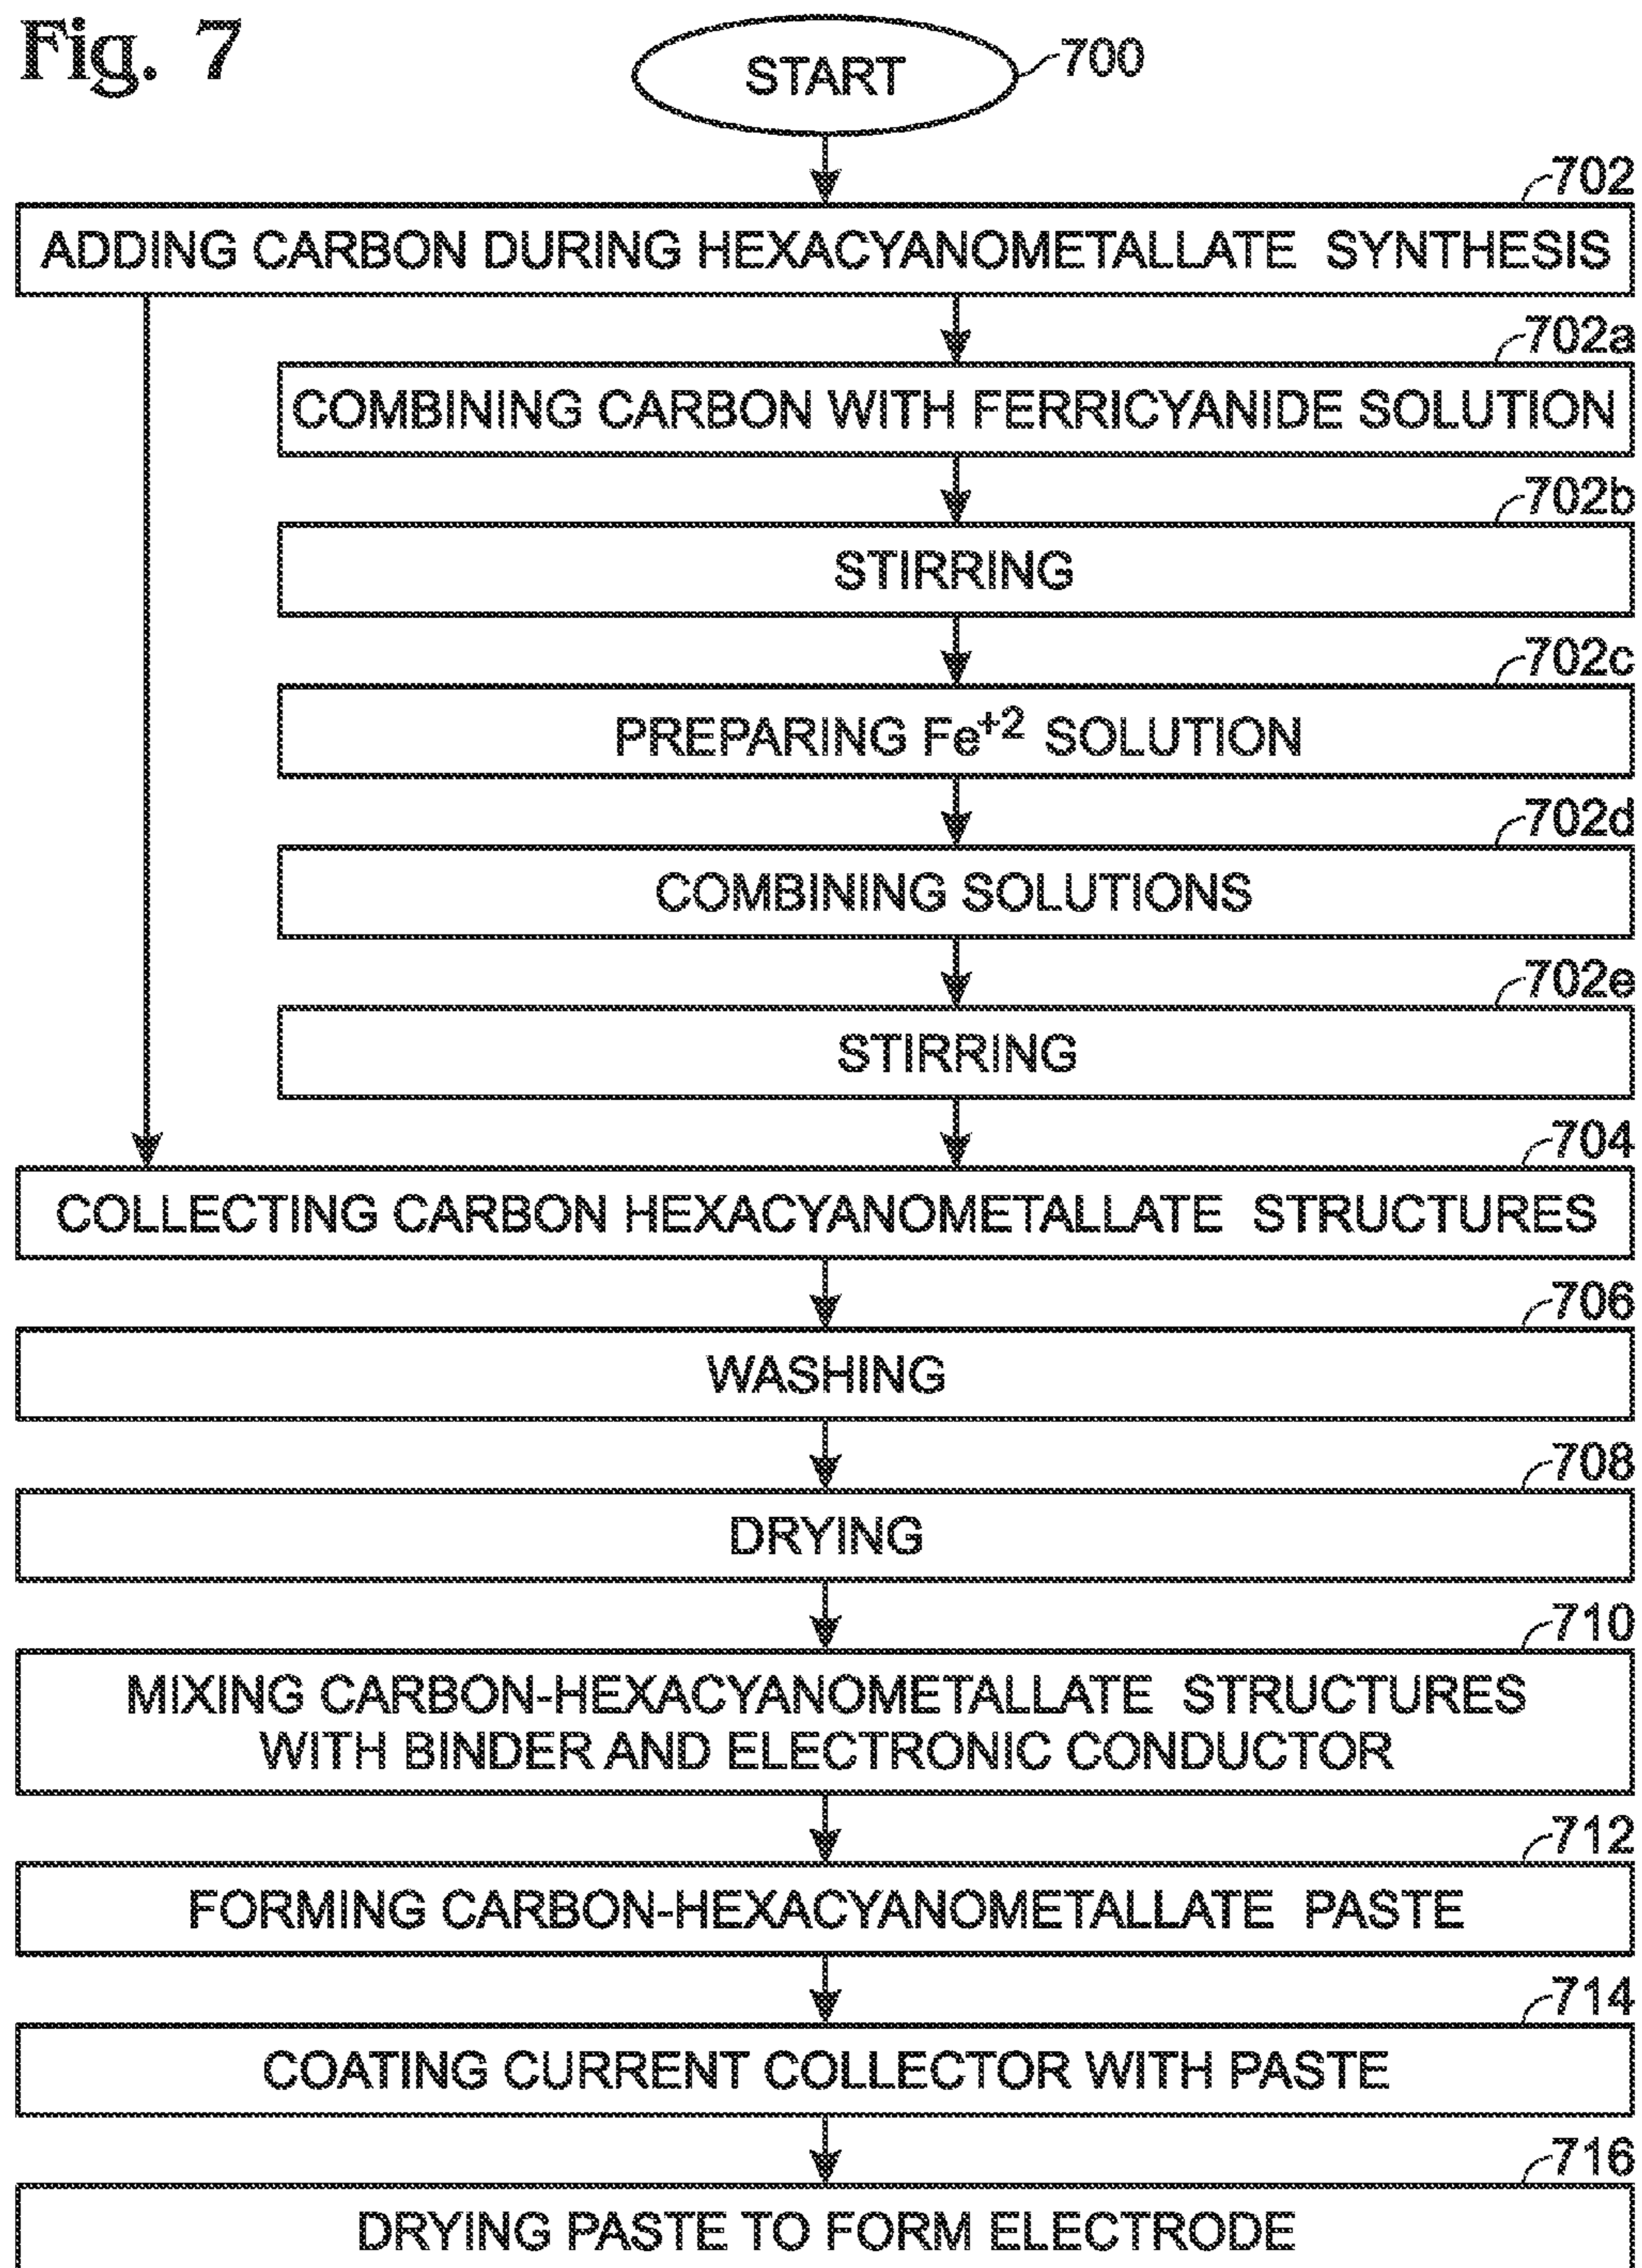 Fig. 7
START
700
702
ADDING CARBON DURING HEXACYANOMETALLATE SYNTHESIS
702a
COMBINING CARBON WITH FERRICYANIDE SOLUTION
702b
STIRRING
702c
PREPARING Fe⁺² SOLUTION
702d
COMBINING SOLUTIONS
702e
STIRRING
704
COLLECTING CARBON HEXACYANOMETALLATE STRUCTURES
706
WASHING
708
DRYING
710
MIXING CARBON-HEXACYANOMETALLATE STRUCTURES
WITH BINDER AND ELECTRONIC CONDUCTOR
712
FORMING CARBON-HEXACYANOMETALLATE PASTE
714
COATING CURRENT COLLECTOR WITH PASTE
716
DRYING PASTE TO FORM ELECTRODE